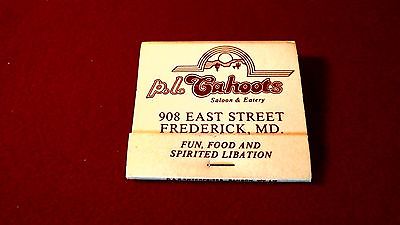 p.l. Cahoots
Saloon & Eatery
908 EAST STREET
FREDERICK, MD.
FUN, FOOD AND
SPIRITED LIBATION